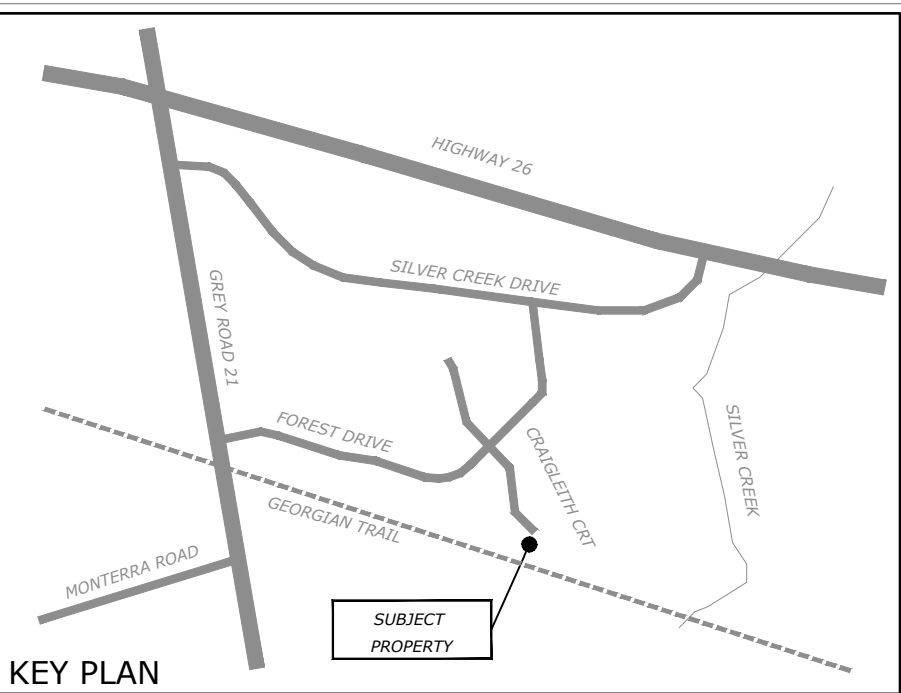 HIGHWAY 26
SILVER CREEK DRIVE
GREY ROAD 21
FOREST DRIVE
CRAIGLEITH CRT
SILVER CREEK
GEORGIAN TRAIL
MONTERRA ROAD
SUBJECT
PROPERTY
KEY PLAN